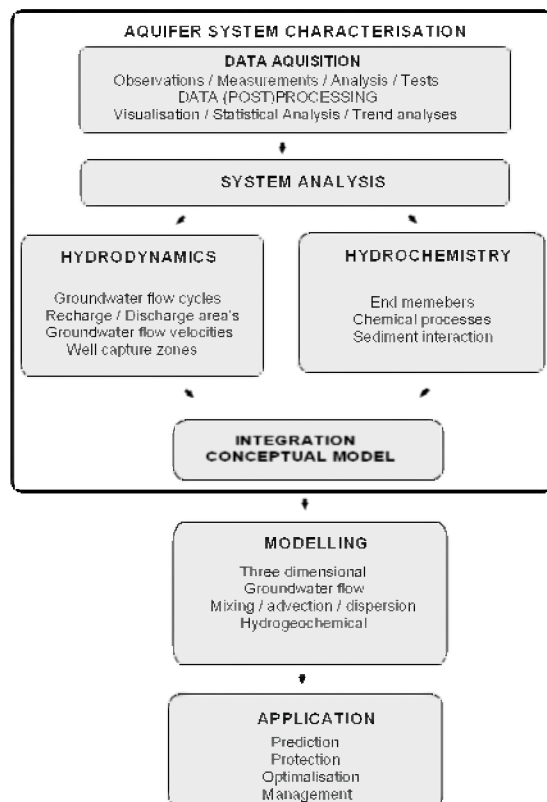 AQUIFER SYSTEM CHARACTERISATION
DATA AQUISITION
Observations / Measurements / Analysis / Tests
DATA (POST)PROCESSING
Visualisation / Statistical Analysis / Trend analyses
SYSTEM ANALYSIS
HYDRODYNAMICS
Groundwater flow cycles
Recharge / Discharge area's
Groundwater flow velocities
Well capture zones
HYDROCHEMISTRY
End memebers
Chemical processes
Sediment interaction
INTEGRATION
CONCEPTUAL MODEL
MODELLING
Three dimensional
Groundwater flow
Mixing / advection / dispersion
Hydrogeochemical
APPLICATION
Prediction
Protection
Optimalisation
Management